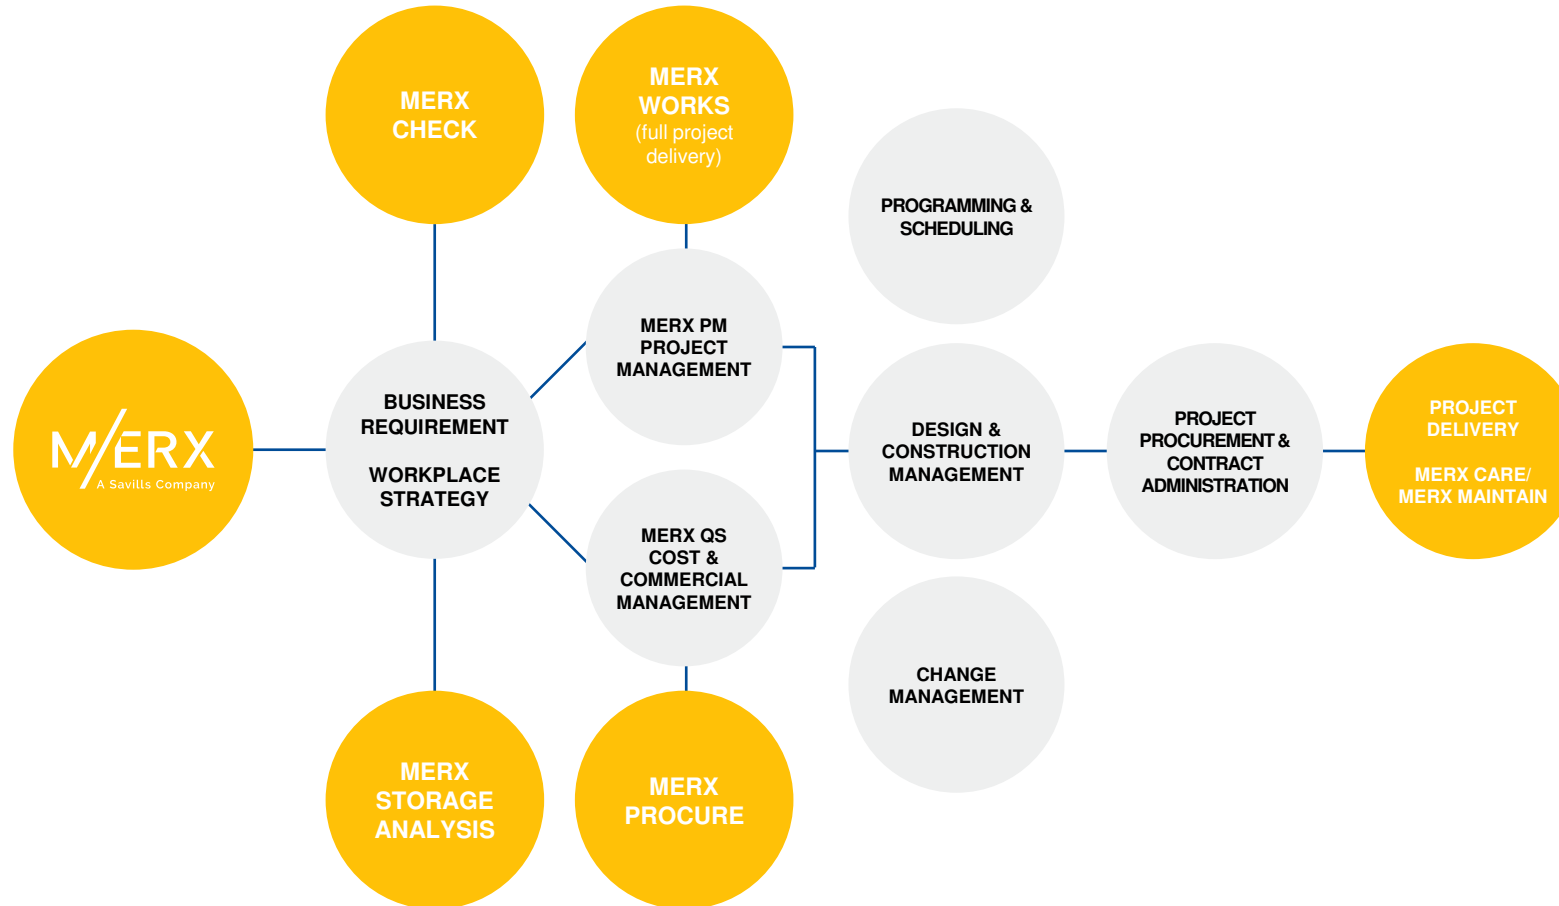 MERX
CHECK
MERX
WORKS
(full project
delivery)
PROGRAMMING &
SCHEDULING
MERX PM
PROJECT
MANAGEMENT
M/ERX
A Savills Company
BUSINESS
REQUIREMENT
WORKPLACE
STRATEGY
DESIGN &
CONSTRUCTION
MANAGEMENT
PROJECT
PROCUREMENT &
CONTRACT
ADMINISTRATION
PROJECT
DELIVERY
MERX CARE/
MERX MAINTAIN
MERX QS
COST &
COMMERCIAL
MANAGEMENT
CHANGE
MANAGEMENT
MERX
STORAGE
ANALYSIS
MERX
PROCURE